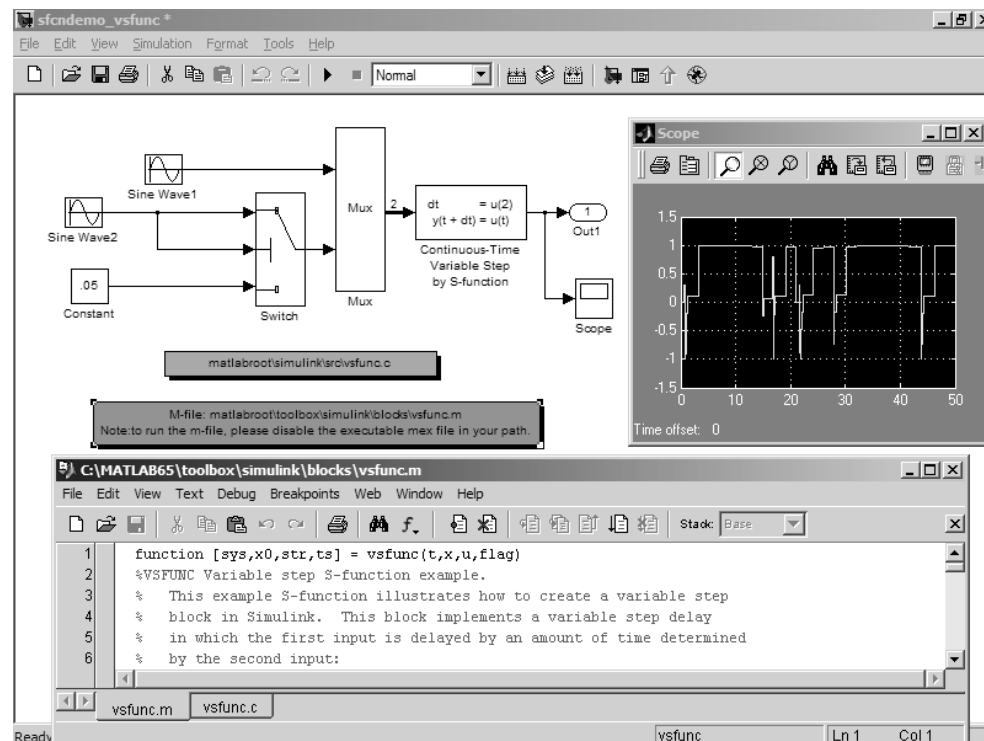 sfcndemo_vsfunc *
File Edit View Simulation Format Tools Help
Normal
Sine Wave1
Sine Wave2
.05
Constant
Switch
Mux
Mux
2
dt = u(2)
y(t + dt) = u(t)
Continuous-Time
Variable Step
by S-function
1
Out1
Scope
matlabroot\simulink\src\vsfunc.c
M-file: matlabroot\toolbox\simulink\blocks\vsfunc.m
Note:to run the m-file, please disable the executable mex file in your path.
Scope
1.5
1
0.5
0
-0.5
-1
-1.5
0 10 20 30 40 50
Time offset: 0
C:\MATLAB65\toolbox\simulink\blocks\vsfunc.m
File Edit View Text Debug Breakpoints Web Window Help
Stack: Base
1 function [sys,x0,str,ts] = vsfunc(t,x,u,flag)
2 %VSFUNC Variable step S-function example.
3 % This example S-function illustrates how to create a variable step
4 % block in Simulink. This block implements a variable step delay
5 % in which the first input is delayed by an amount of time determined
6 % by the second input:
vsfunc.m vsfunc.c
Ready
vsfunc Ln 1 Col 1